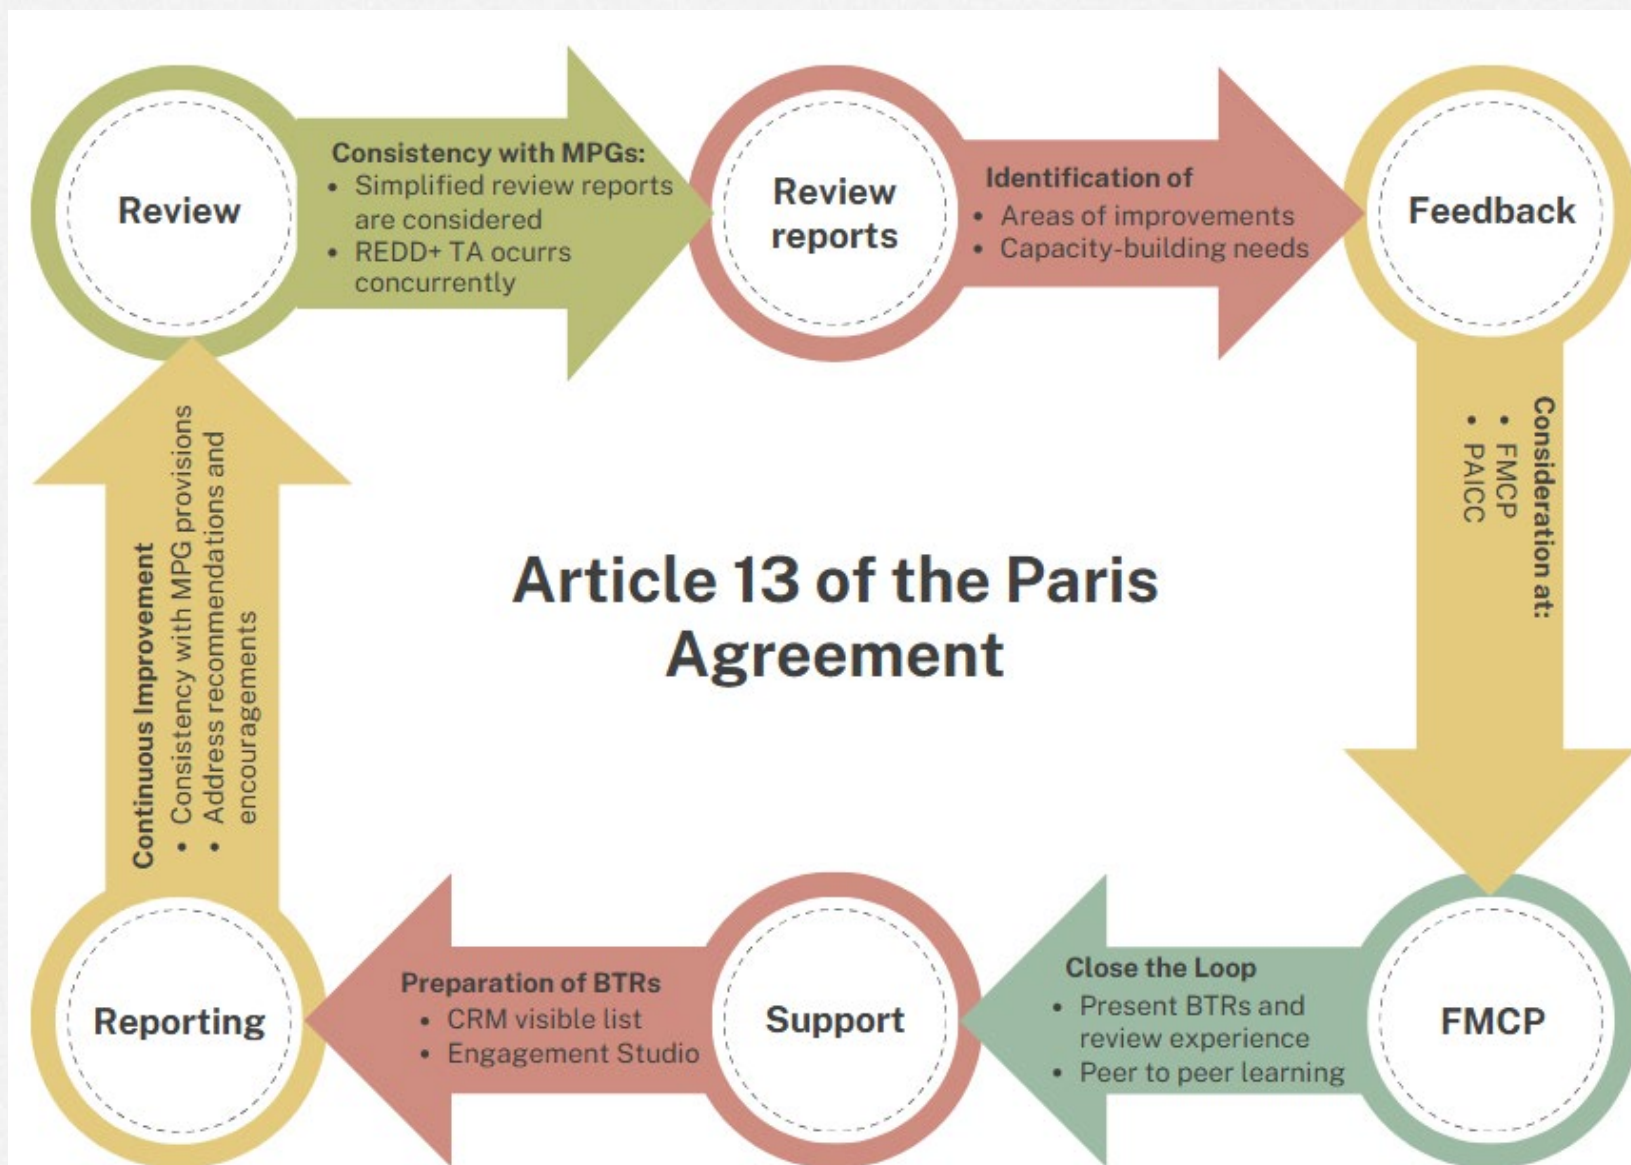 Review
Consistency with MPGs:
• Simplified review reports
are considered
• REDD+ TA ocurrs
concurrently
Review
reports
Identification of
• Areas of improvements
• Capacity-building needs
Feedback
Consideration at:
• FMCP
• PAICC
FMCP
Close the Loop
• Present BTRs and
review experience
• Peer to peer learning
Support
Preparation of BTRs
• CRM visible list
• Engagement Studio
Reporting
Continuous Improvement
• Consistency with MPG provisions
• Address recommendations and
encouragements
Article 13 of the Paris
Agreement